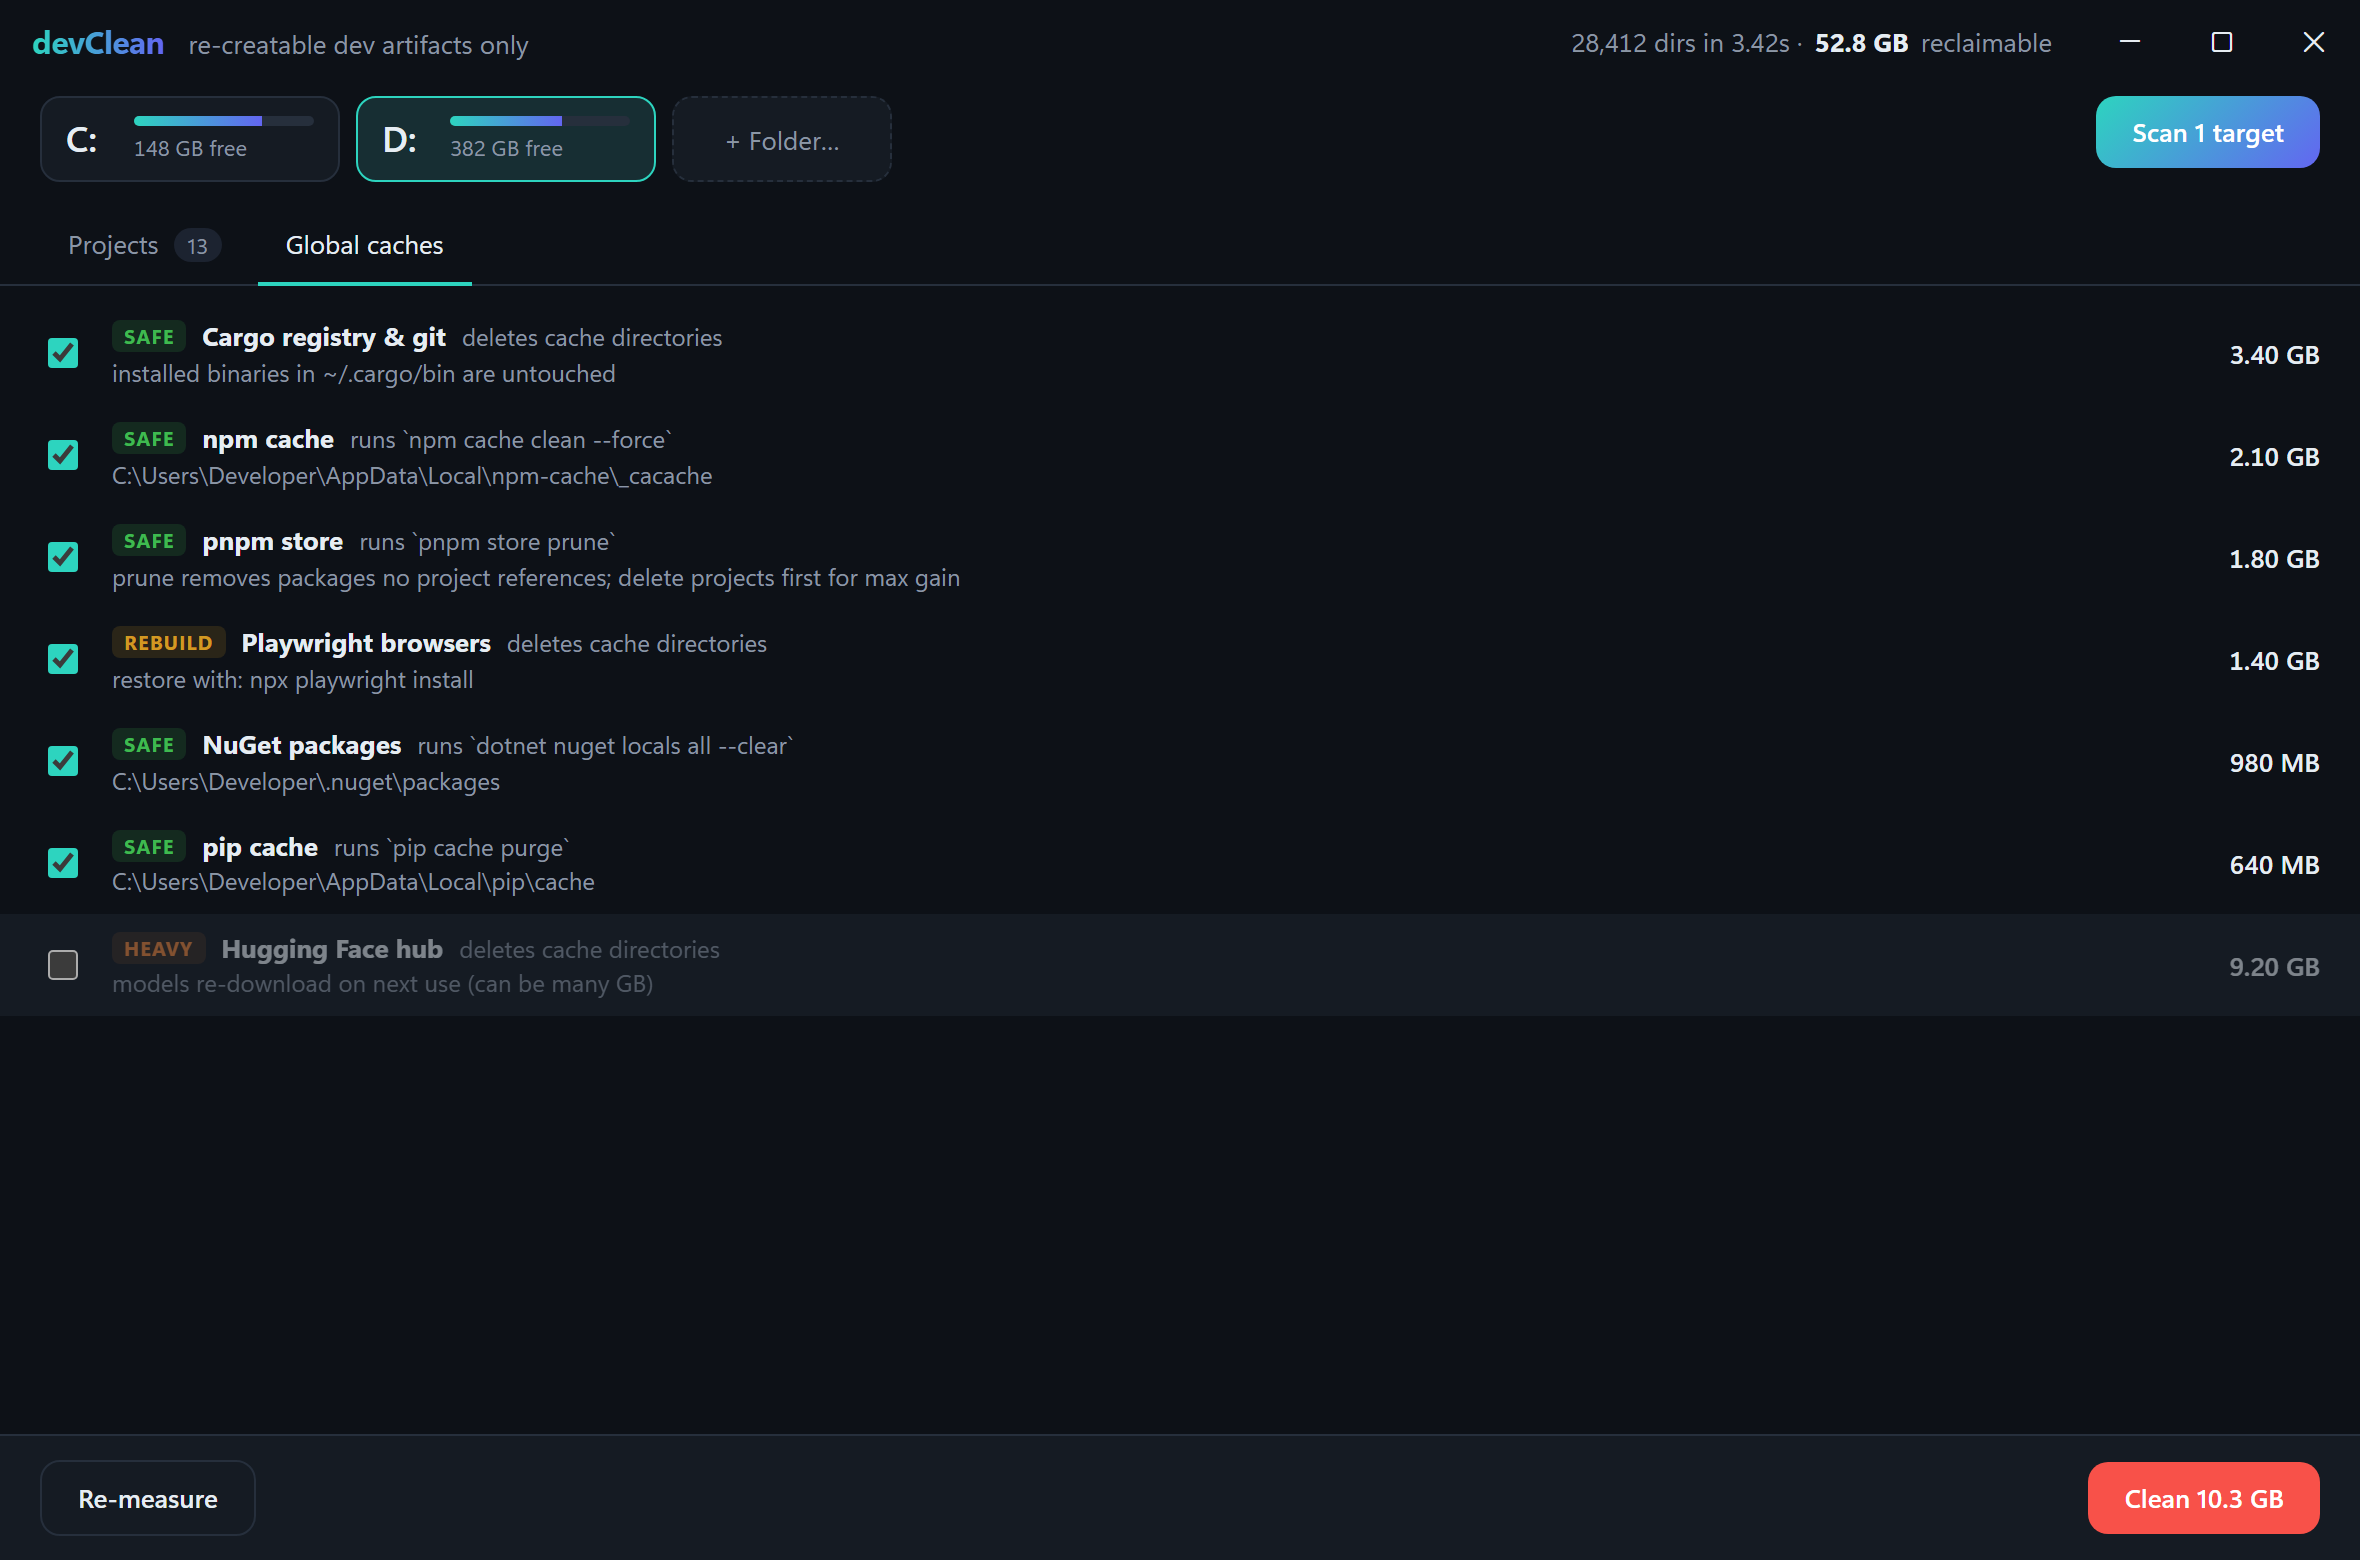 devClean re-creatable dev artifacts only 28,412 dirs in 3.42s · 52.8 GB reclaimable
C: 148 GB free
D: 382 GB free
+ Folder...
Scan 1 target
Projects 13 Global caches
SAFE Cargo registry & git deletes cache directories
installed binaries in ~/.cargo/bin are untouched
3.40 GB
SAFE npm cache runs `npm cache clean --force`
C:\Users\Developer\AppData\Local\npm-cache\_cacache
2.10 GB
SAFE pnpm store runs `pnpm store prune`
prune removes packages no project references; delete projects first for max gain
1.80 GB
REBUILD Playwright browsers deletes cache directories
restore with: npx playwright install
1.40 GB
SAFE NuGet packages runs `dotnet nuget locals all --clear`
C:\Users\Developer\.nuget\packages
980 MB
SAFE pip cache runs `pip cache purge`
C:\Users\Developer\AppData\Local\pip\cache
640 MB
HEAVY Hugging Face hub deletes cache directories
models re-download on next use (can be many GB)
9.20 GB
Re-measure
Clean 10.3 GB